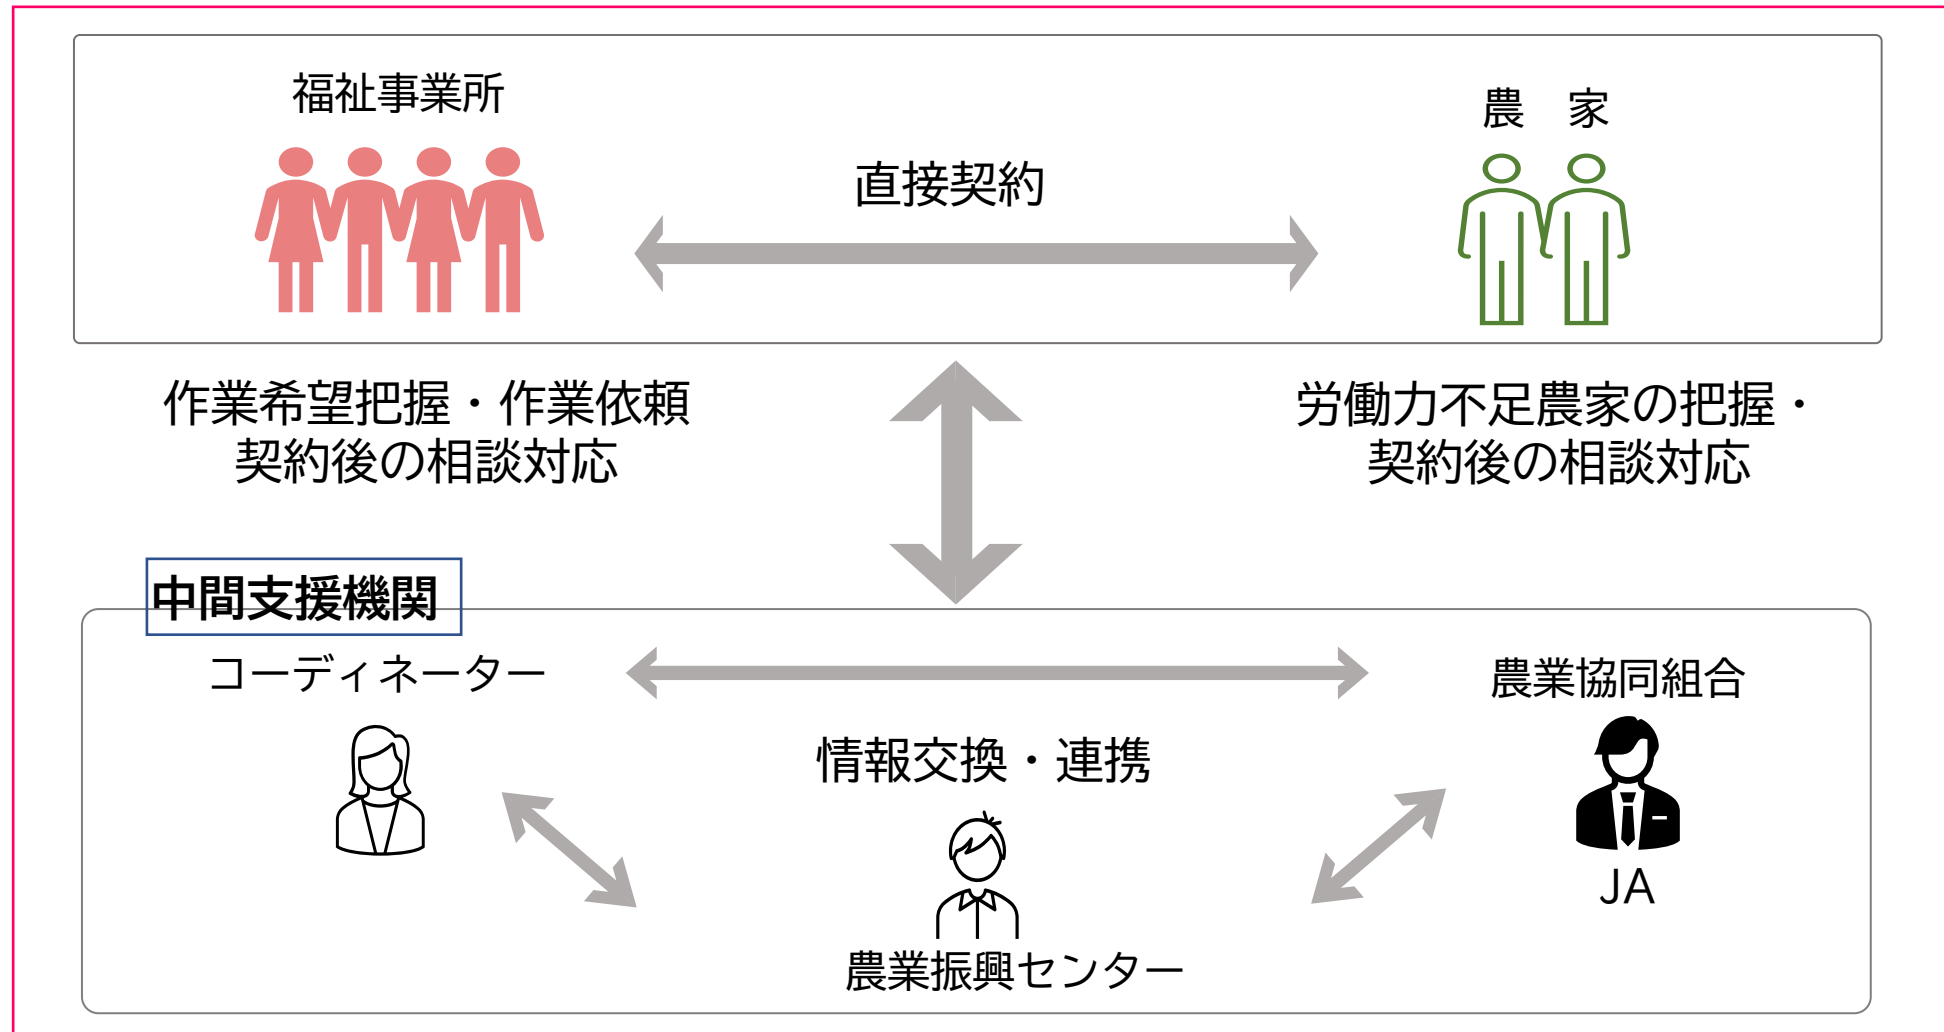 福祉事業所
農　家
直接契約
作業希望把握・作業依頼
契約後の相談対応
労働力不足農家の把握・
契約後の相談対応
中間支援機関
コーディネーター
農業協同組合
情報交換・連携
JA
農業振興センター